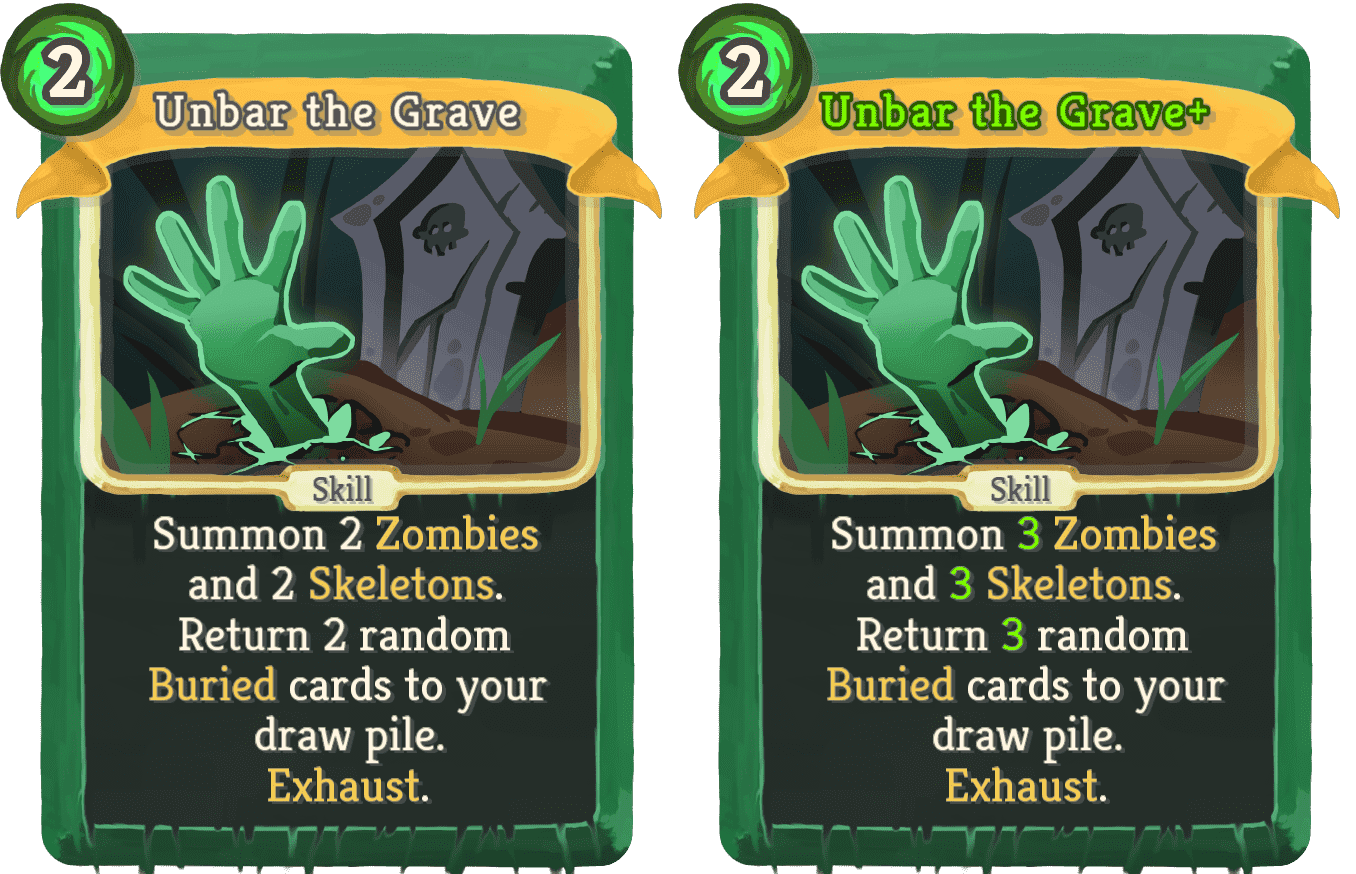 2
Unbar the Grave
Skill
Summon 2 Zombies
and 2 Skeletons.
Return 2 random
Buried cards to your
draw pile.
Exhaust.
2
Unbar the Grave+
Skill
Summon 3 Zombies
and 3 Skeletons.
Return 3 random
Buried cards to your
draw pile.
Exhaust.